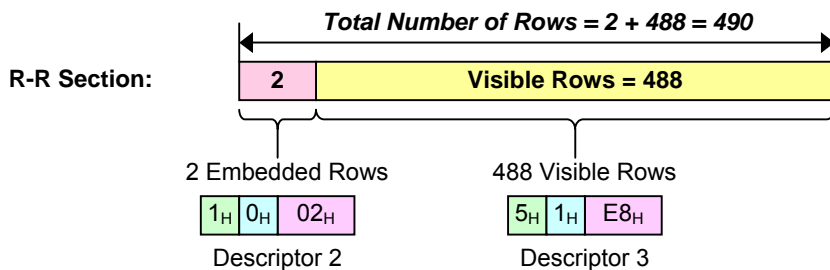 Total Number of Rows = 2 + 488 = 490
R-R Section: 2 Visible Rows = 488
2 Embedded Rows 488 Visible Rows
1H 0H 02H 5H 1H E8H
Descriptor 2 Descriptor 3